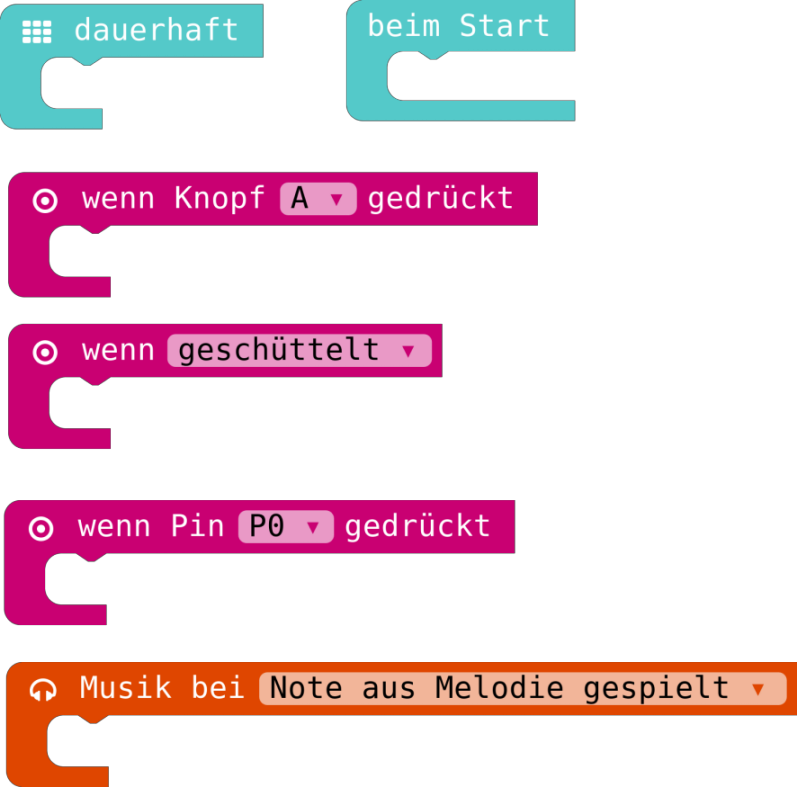 dauerhaft
beim Start
wenn Knopf A gedrückt
wenn geschüttelt
wenn Pin P0 gedrückt
Musik bei Note aus Melodie gespielt